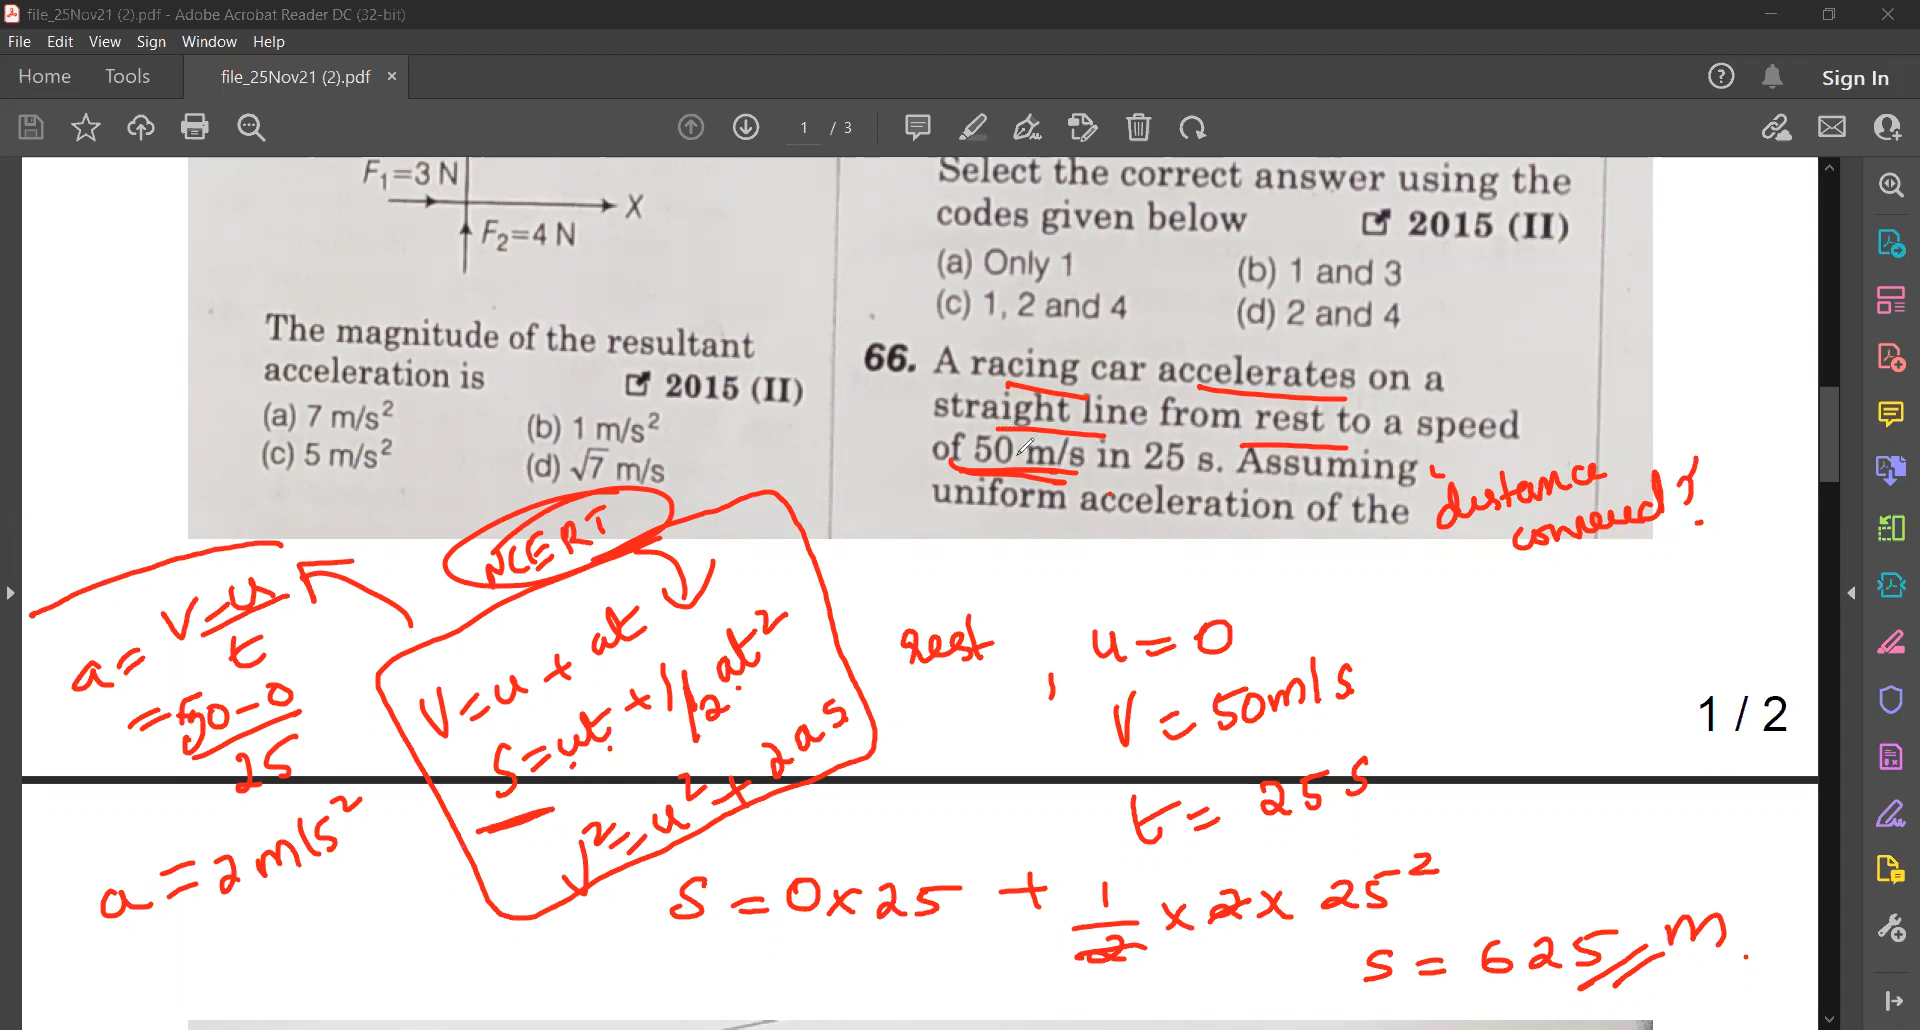 file_25Nov21 (2).pdf - Adobe Acrobat Reader DC (32-bit)
File Edit View Sign Window Help
Home Tools file_25Nov21 (2).pdf × Sign In
1 / 3
F₁=3 N
X
F₂=4 N
The magnitude of the resultant
acceleration is 2015 (II)
(a) 7 m/s² (b) 1 m/s²
(c) 5 m/s² (d) √7 m/s
Select the correct answer using the
codes given below 2015 (II)
(a) Only 1 (b) 1 and 3
(c) 1, 2 and 4 (d) 2 and 4
66. A racing car accelerates on a
straight line from rest to a speed
of 50 m/s in 25 s. Assuming
uniform acceleration of the
distance
covered?
NCERT
a = v-u/t
= 50-0/25
a = 2 m/s²
V = u + at
S = ut + 1/2 at²
V² = u² + 2as
rest, u = 0
V = 50 m/s
t = 25 s
1 / 2
S = 0 x 25 + 1/2 x 2 x 25²
S = 625 m.